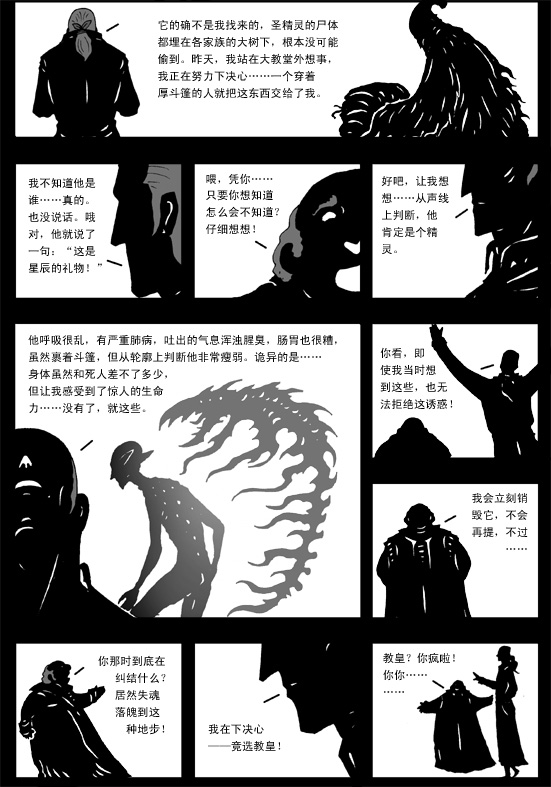 它的确不是我找来的，圣精灵的尸体
都埋在各家族的大树下，根本没可能
偷到。昨天，我站在大教堂外想事，
我正在努力下决心……一个穿着
厚斗篷的人就把这东西交给了我。
我不知道他是
谁……真的。
也没说话。哦
对，他就说了
一句：“这是
星辰的礼物！”
喂，凭你……
只要你想知道
怎么会不知道？
仔细想想！
好吧，让我想
想……从声线
上判断，他
肯定是个精
灵。
他呼吸很乱，有严重肺病，吐出的气息浑浊腥臭，肠胃也很糟，
虽然裹着斗篷，但从轮廓上判断他非常瘦弱。诡异的是……
身体虽然和死人差不了多少，
但让我感受到了惊人的生命
力……没有了，就这些。
你看，即
使我当时想
到这些，也无
法拒绝这诱惑！
我会立刻销
毁它，不会
再提，不过
……
你那时到底在
纠结什么？
居然失魂
落魄到这
种地步！
我在下决心
——竞选教皇！
教皇？你疯啦！
你你……
……